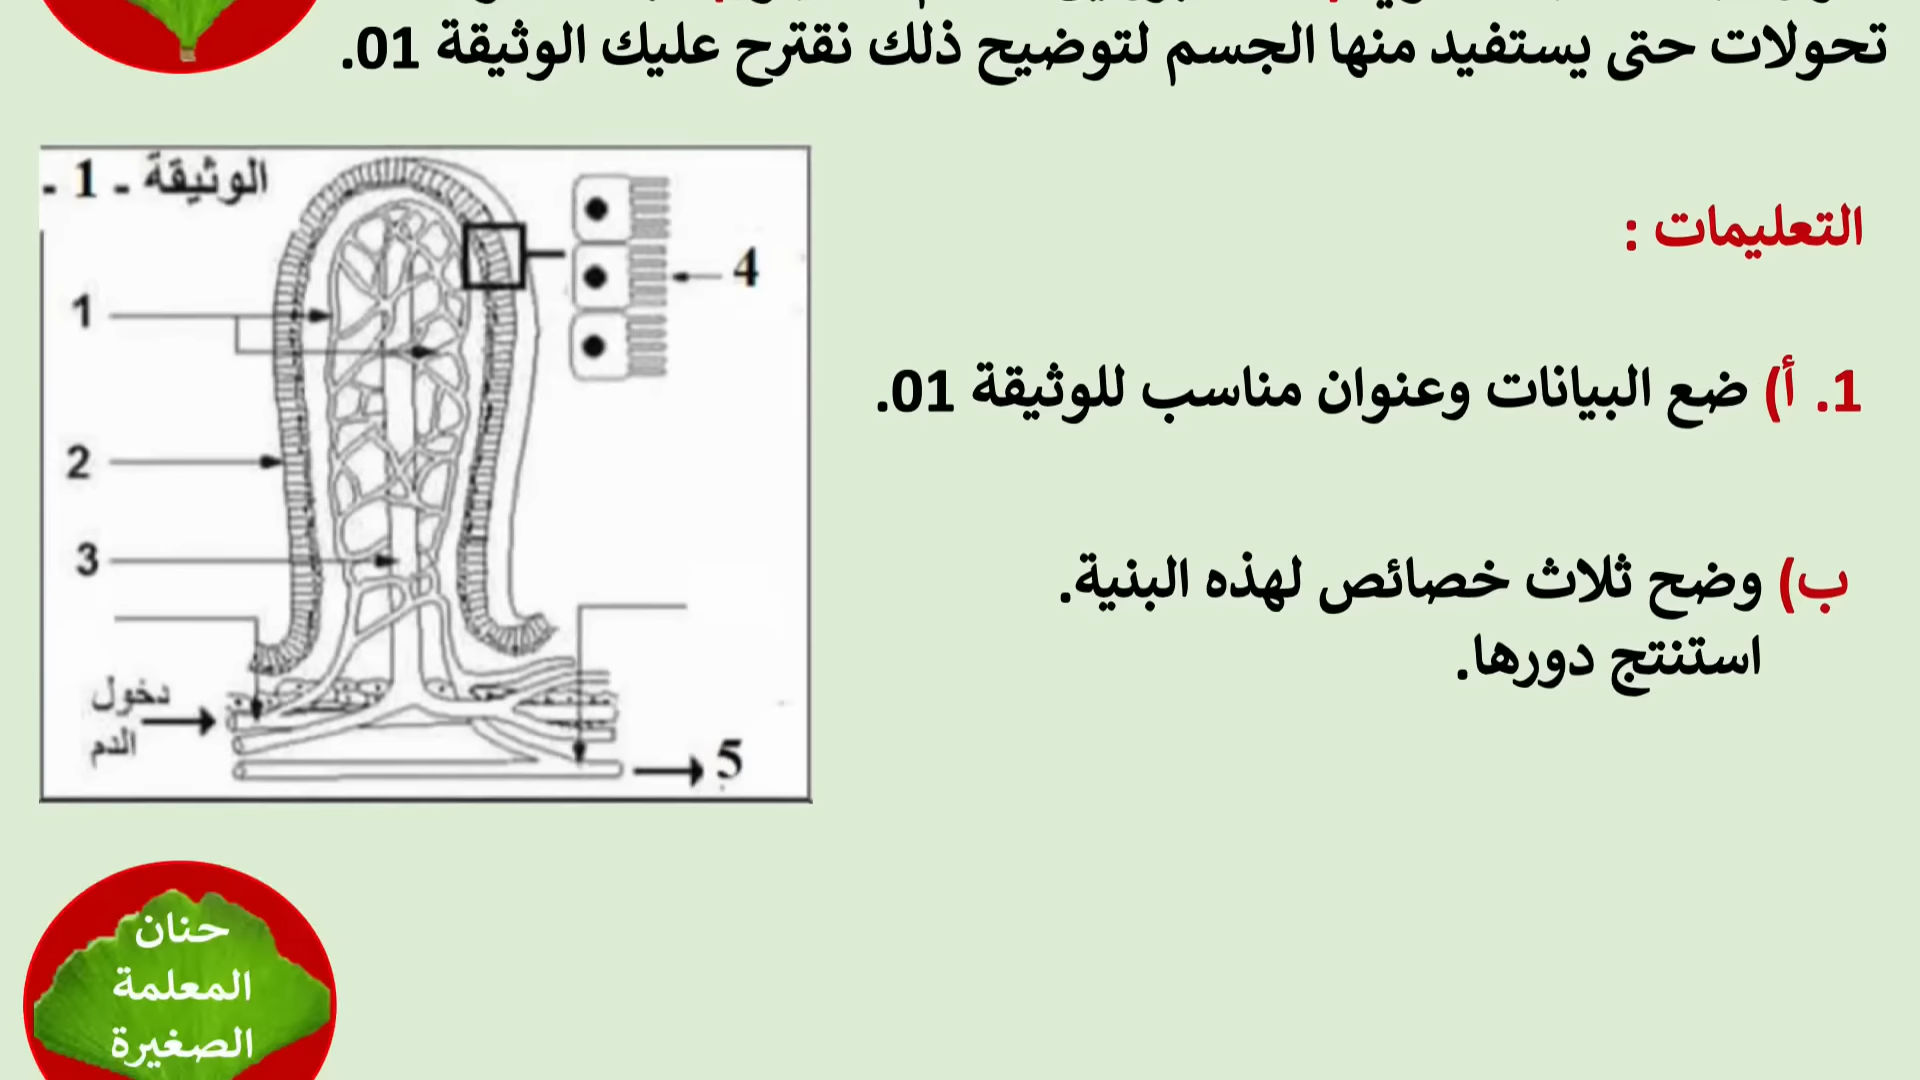 تحولات حتى يستفيد منها الجسم لتوضيح ذلك نقترح عليك الوثيقة 01.
الوثيقة - 1 -
التعليمات :
4
1
1. أ) ضع البيانات وعنوان مناسب للوثيقة 01.
2
3
ب) وضح ثلاث خصائص لهذه البنية.
استنتج دورها.
دخول
الدم
5
حنان
المعلمة
الصغيرة